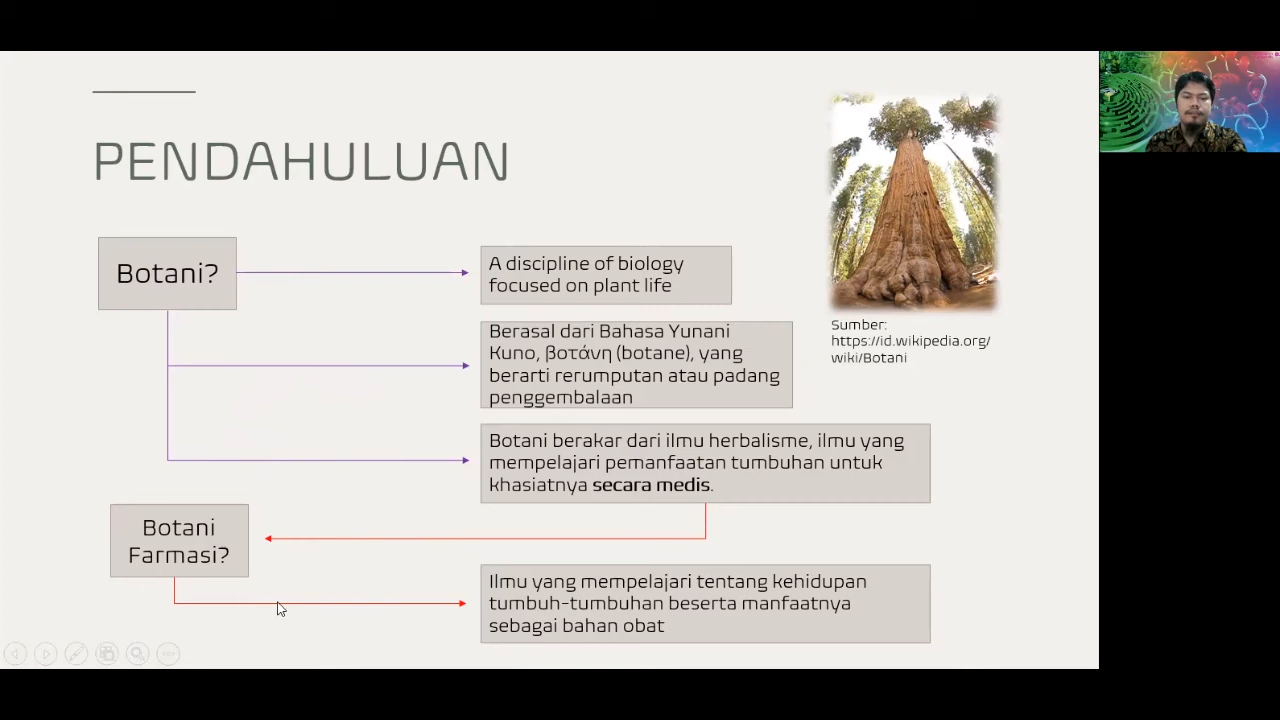 PENDAHULUAN
Botani?
A discipline of biology
focused on plant life
Berasal dari Bahasa Yunani
Kuno, βοτάνη (botane), yang
berarti rerumputan atau padang
penggembalaan
Botani berakar dari ilmu herbalisme, ilmu yang
mempelajari pemanfaatan tumbuhan untuk
khasiatnya secara medis.
Sumber:
https://id.wikipedia.org/
wiki/Botani
Botani
Farmasi?
Ilmu yang mempelajari tentang kehidupan
tumbuh-tumbuhan beserta manfaatnya
sebagai bahan obat